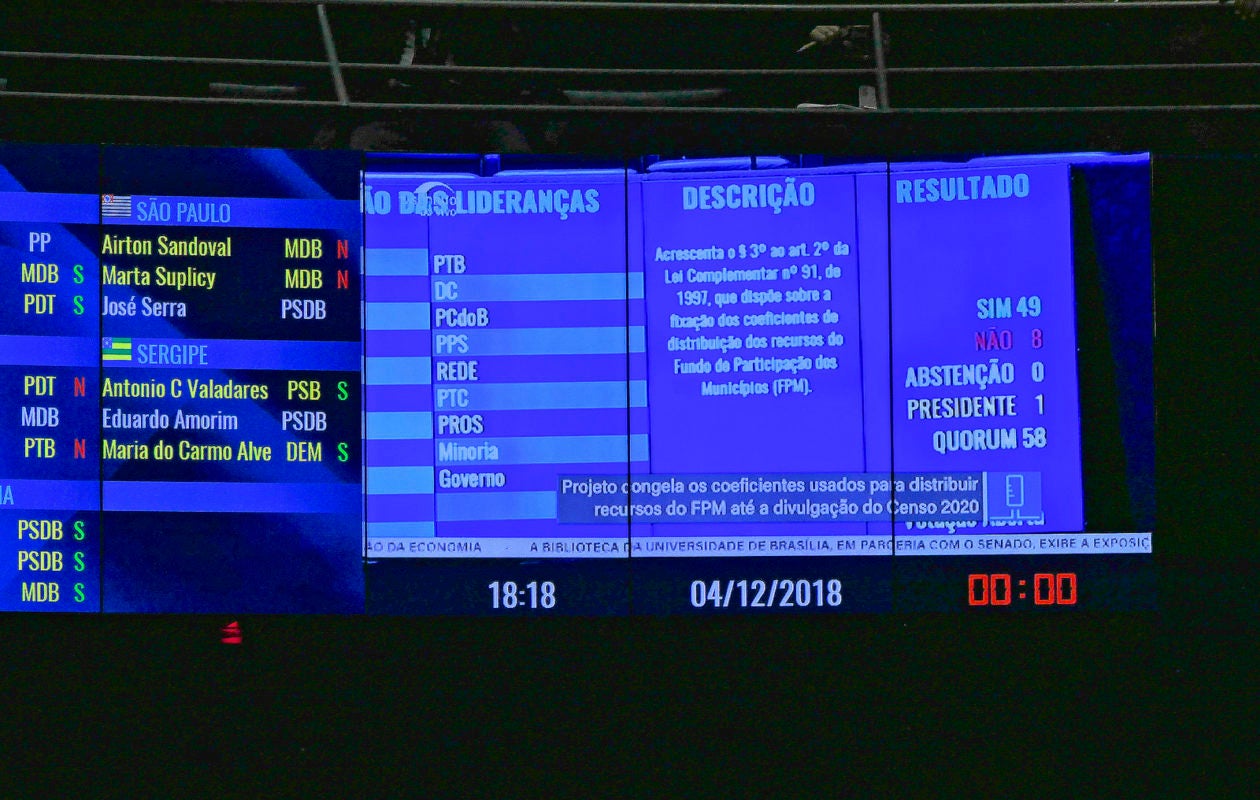 SÃO PAULO
PP
Airton Sandoval MDB N
MDB S
Marta Suplicy MDB N
PDT S
José Serra PSDB
SERGIPE
PDT N
Antonio C Valadares PSB S
MDB
Eduardo Amorim PSDB
PTB N
Maria do Carmo Alve DEM S
IA
PSDB S
PSDB S
MDB S
ÃO DAS LIDERANÇAS
PTB
DC
PCdoB
PPS
REDE
PTC
PROS
Minoria
Governo
DESCRIÇÃO
Acrescenta o § 3º ao art. 2º da
Lei Complementar nº 91, de
1997, que dispõe sobre a
fixação dos coeficientes de
distribuição dos recursos do
Fundo de Participação dos
Municípios (FPM).
RESULTADO
SIM 49
NÃO 8
ABSTENÇÃO 0
PRESIDENTE 1
QUORUM 58
Projeto congela os coeficientes usados para distribuir
recursos do FPM até a divulgação do Censo 2020
Votação Aberta
ÃO DA ECONOMIA A BIBLIOTECA DA UNIVERSIDADE DE BRASÍLIA, EM PARCERIA COM O SENADO, EXIBE A EXPOSIÇ
18:18
04/12/2018
00:00